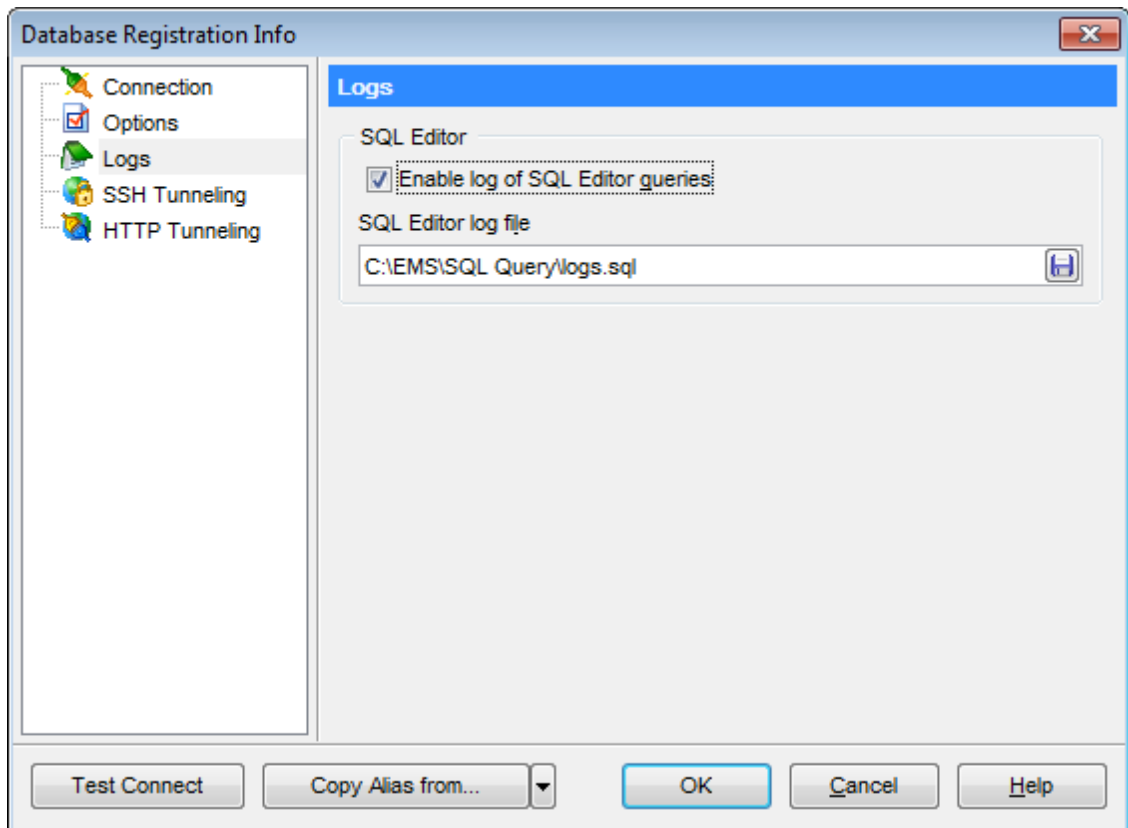 Database Registration Info
Connection
Options
Logs
SSH Tunneling
HTTP Tunneling
Logs
SQL Editor
Enable log of SQL Editor queries
SQL Editor log file
C:\EMS\SQL Query\logs.sql
Test Connect
Copy Alias from...
OK
Cancel
Help